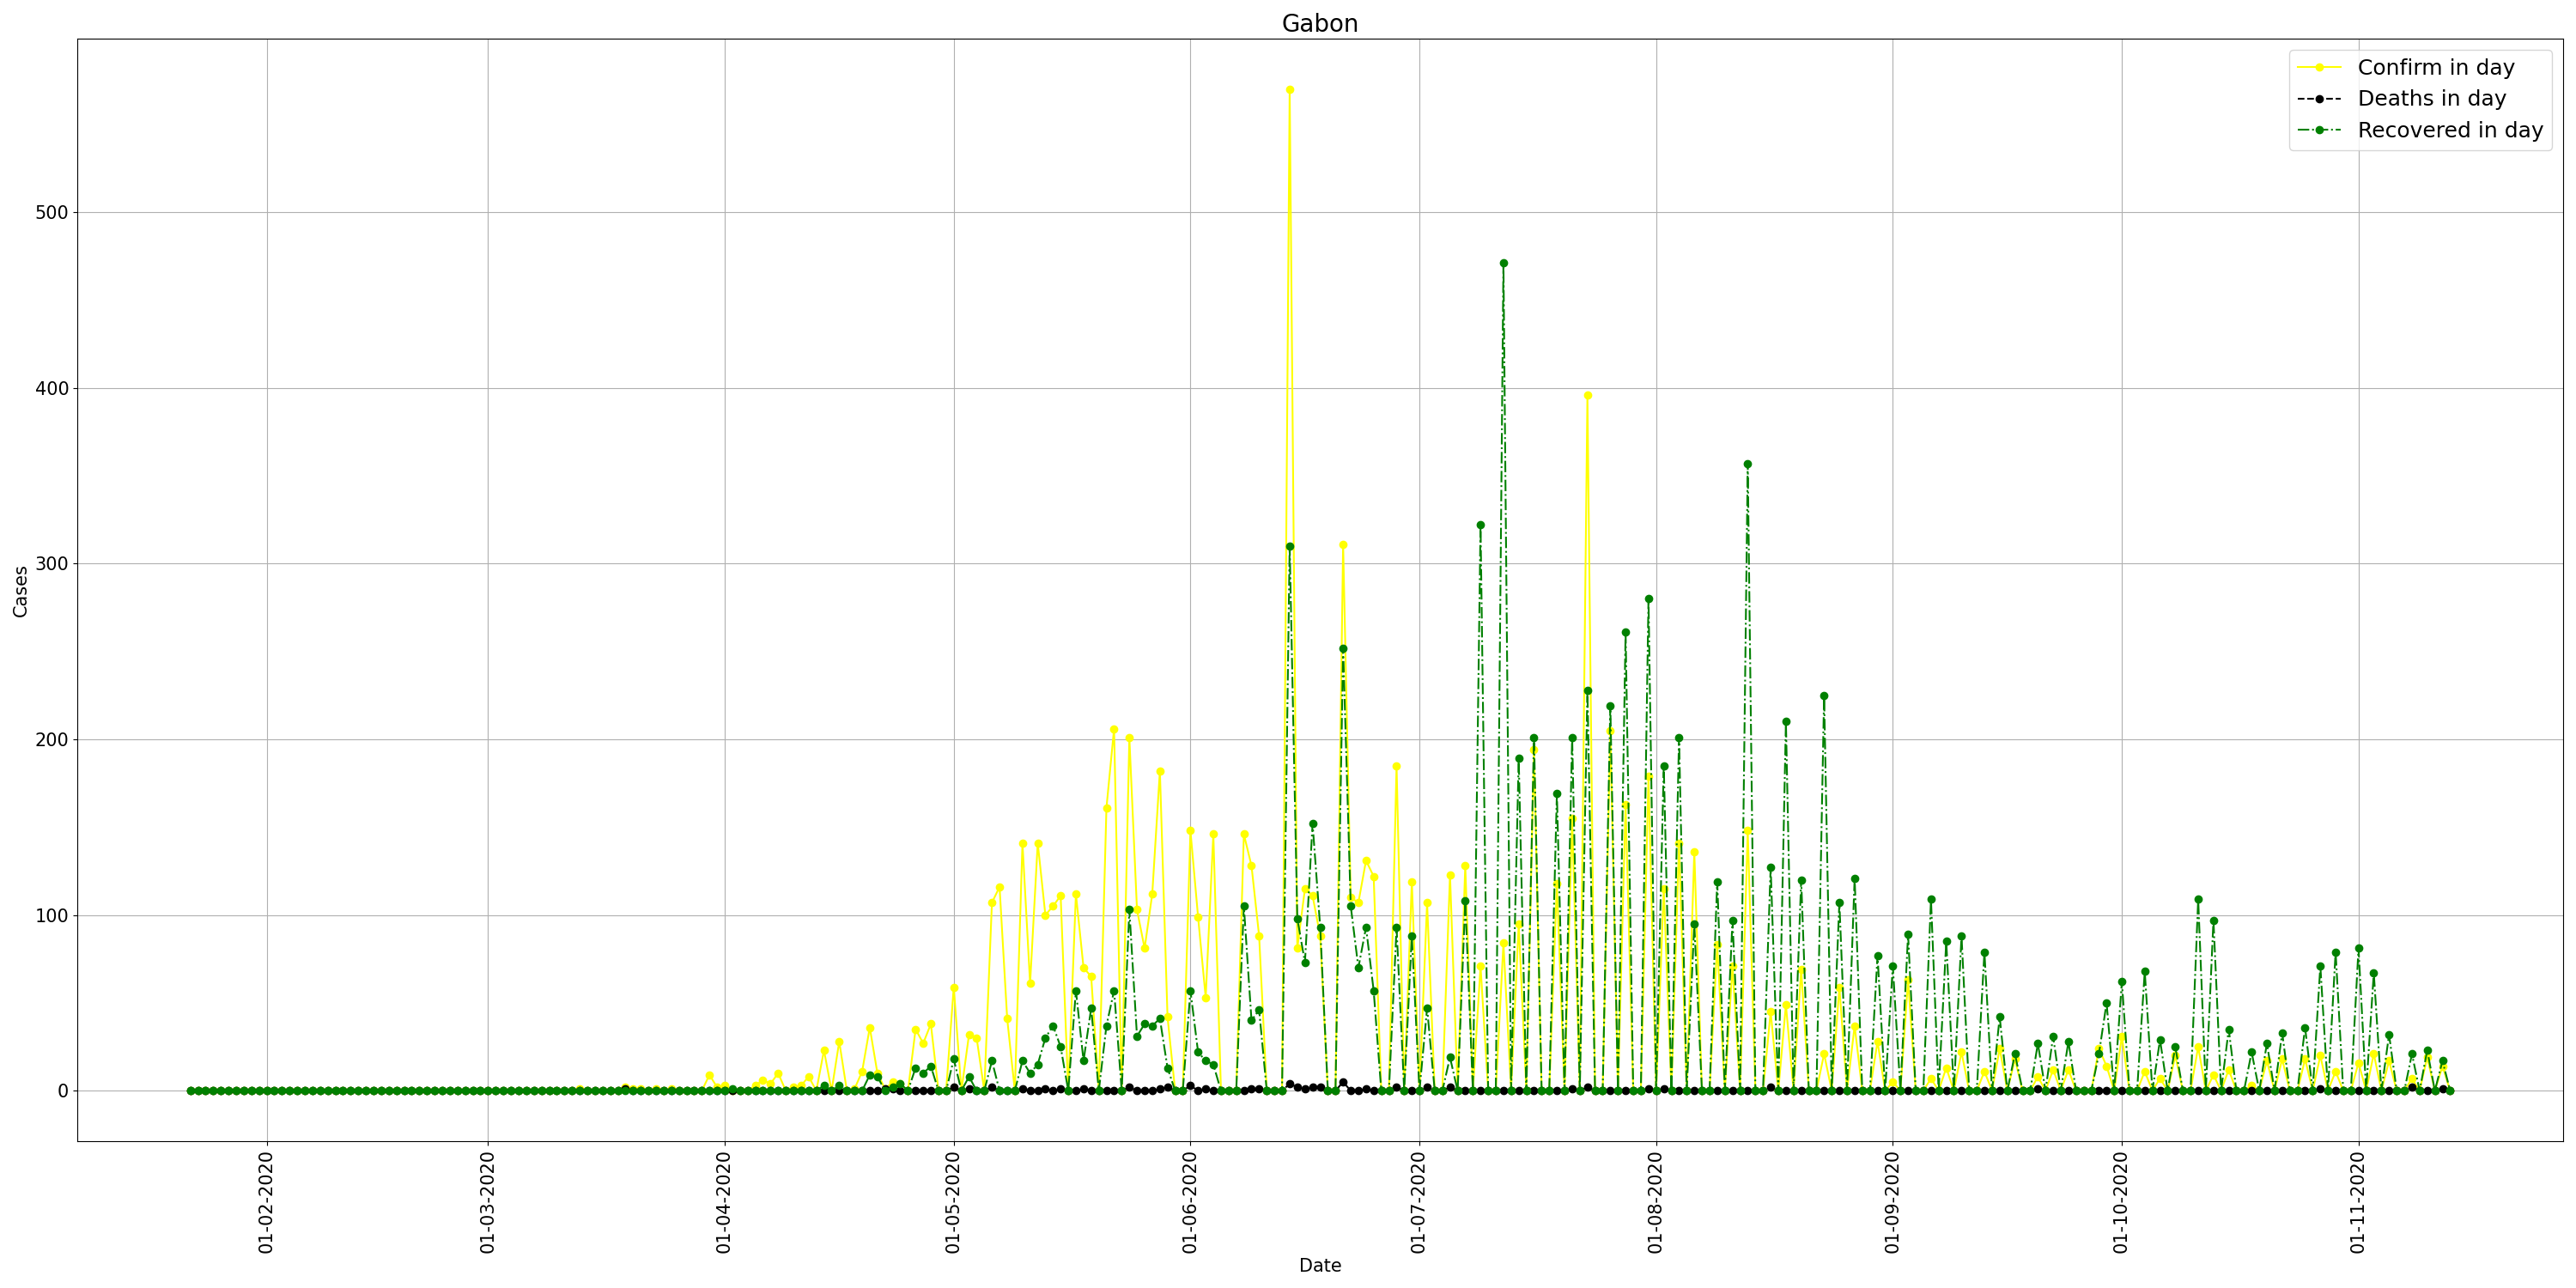 Gabon
Confirm in day
Deaths in day
Recovered in day
500
400
300
200
100
0
Cases
01-02-2020
01-03-2020
01-04-2020
01-05-2020
01-06-2020
01-07-2020
01-08-2020
01-09-2020
01-10-2020
01-11-2020
Date